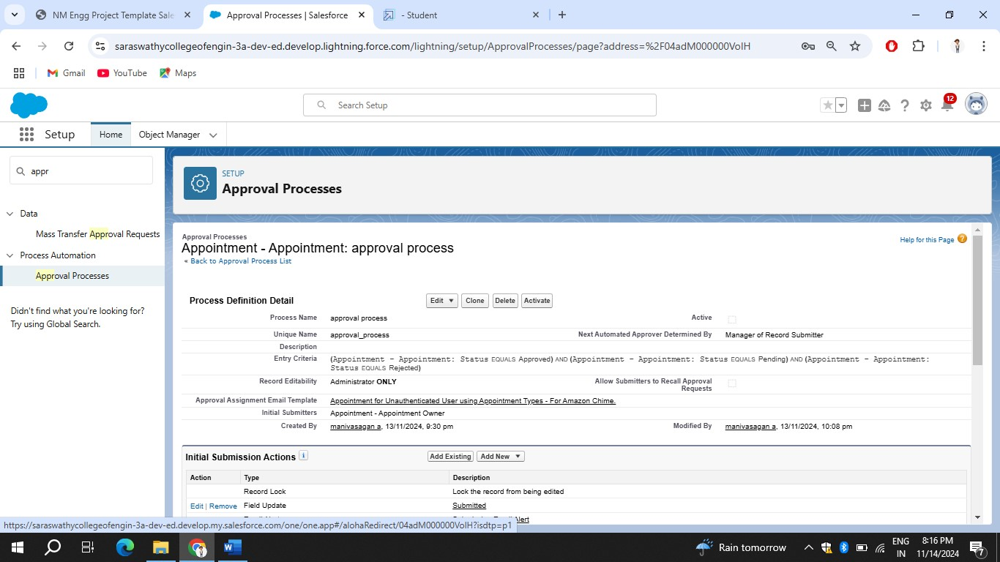 NM Engg Project Template Sale
Approval Processes | Salesforce
- Student
saraswathycollegeofengin-3a-dev-ed.develop.lightning.force.com/lightning/setup/ApprovalProcesses/page?address=%2F04adM000000VoIH
Gmail
YouTube
Maps
Search Setup
12
Setup
Home
Object Manager
appr
Data
Mass Transfer Approval Requests
Process Automation
Approval Processes
Didn't find what you're looking for?
Try using Global Search.
SETUP
Approval Processes
Approval Processes
Appointment - Appointment: approval process
« Back to Approval Process List
Help for this Page
Process Definition Detail
Edit
Clone
Delete
Activate
Process Name approval process Active
Unique Name approval_process Next Automated Approver Determined By Manager of Record Submitter
Description
Entry Criteria (Appointment - Appointment: Status EQUALS Approved) AND (Appointment - Appointment: Status EQUALS Pending) AND (Appointment - Appointment:
Status EQUALS Rejected)
Record Editability Administrator ONLY Allow Submitters to Recall Approval
Requests
Approval Assignment Email Template Appointment for Unauthenticated User using Appointment Types - For Amazon Chime.
Initial Submitters Appointment - Appointment Owner
Created By manivasagan a, 13/11/2024, 9:30 pm Modified By manivasagan a, 13/11/2024, 10:08 pm
Initial Submission Actions
Add Existing
Add New
Action Type Description
Record Lock Lock the record from being edited
Edit | Remove Field Update Submitted
https://saraswathycollegeofengin-3a-dev-ed.develop.my.salesforce.com/one/one.app#/alohaRedirect/04adM000000VoIH?isdtp=p1
Rain tomorrow
ENG
IN
8:16 PM
11/14/2024
7